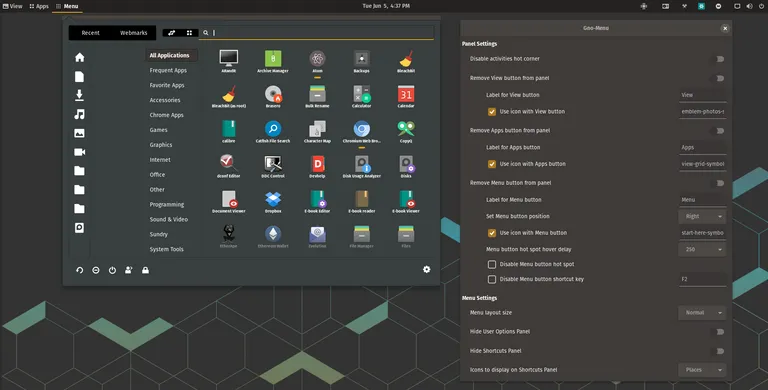 View Apps Menu
Tue Jun 5, 4:37 PM
Recent Webmarks
All Applications
Frequent Apps
Favorite Apps
Accessories
Chrome Apps
Games
Graphics
Internet
Office
Other
Programming
Sound & Video
Sundry
System Tools
AisleRiot Archive Manager Atom Backups BleachBit
BleachBit (as root) Brasero Bulk Rename Calculator Calendar
calibre Catfish File Search Character Map Chromium Web Bro... CopyQ
dconf Editor DDC Control Devhelp Disk Usage Analyzer Disks
Document Viewer Dropbox E-book Editor E-book reader E-book Viewer
EtherApe Ethereum Wallet Evolution File Manager Files
Gno-Menu
Panel Settings
Disable activities hot corner
Remove View button from panel
Label for View button View
Use icon with View button emblem-photos-s
Remove Apps button from panel
Label for Apps button Apps
Use icon with Apps button view-grid-symbol
Remove Menu button from panel
Label for Menu button Menu
Set Menu button position Right
Use icon with Menu button start-here-symbo
Menu button hot spot hover delay 250
Disable Menu button hot spot
Disable Menu button shortcut key F2
Menu Settings
Menu layout size Normal
Hide User Options Panel
Hide Shortcuts Panel
Icons to display on Shortcuts Panel Places